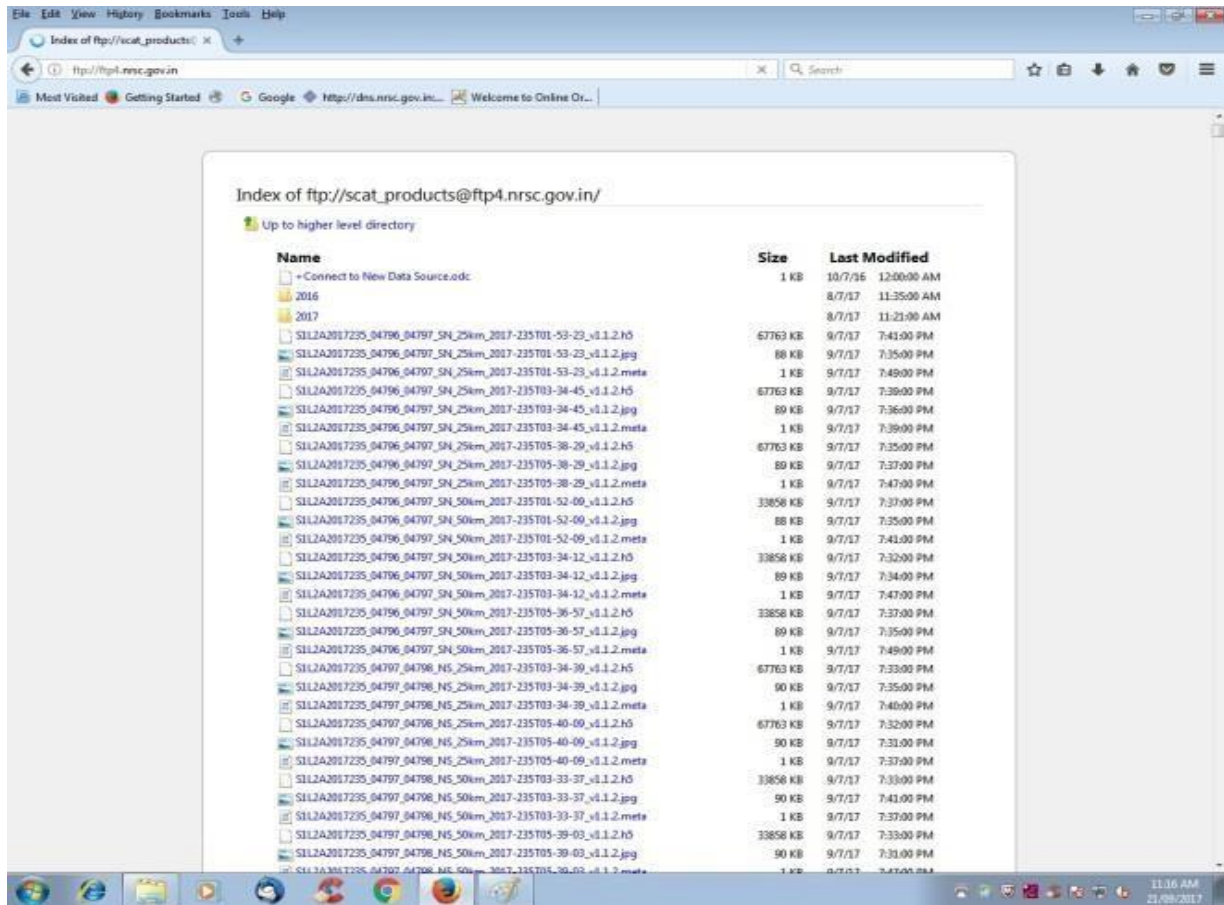 File Edit View History Bookmarks Tools Help
Index of ftp://scat_products@ × +
ftp://ftp4.nrsc.gov.in Search
Most Visited Getting Started Google http://dns.nrsc.gov.in:... Welcome to Online Or...
Index of ftp://scat_products@ftp4.nrsc.gov.in/
Up to higher level directory
Name Size Last Modified
+Connect to New Data Source.odc 1 KB 10/7/16 12:00:00 AM
2016 8/7/17 11:35:00 AM
2017 8/7/17 11:21:00 AM
S1L2A2017235_04796_04797_SN_25km_2017-235T01-53-23_v1.1.2.h5 67763 KB 9/7/17 7:41:00 PM
S1L2A2017235_04796_04797_SN_25km_2017-235T01-53-23_v1.1.2.jpg 88 KB 9/7/17 7:35:00 PM
S1L2A2017235_04796_04797_SN_25km_2017-235T01-53-23_v1.1.2.meta 1 KB 9/7/17 7:49:00 PM
S1L2A2017235_04796_04797_SN_25km_2017-235T03-34-45_v1.1.2.h5 67763 KB 9/7/17 7:39:00 PM
S1L2A2017235_04796_04797_SN_25km_2017-235T03-34-45_v1.1.2.jpg 89 KB 9/7/17 7:36:00 PM
S1L2A2017235_04796_04797_SN_25km_2017-235T03-34-45_v1.1.2.meta 1 KB 9/7/17 7:39:00 PM
S1L2A2017235_04796_04797_SN_25km_2017-235T05-38-29_v1.1.2.h5 67763 KB 9/7/17 7:35:00 PM
S1L2A2017235_04796_04797_SN_25km_2017-235T05-38-29_v1.1.2.jpg 89 KB 9/7/17 7:37:00 PM
S1L2A2017235_04796_04797_SN_25km_2017-235T05-38-29_v1.1.2.meta 1 KB 9/7/17 7:47:00 PM
S1L2A2017235_04796_04797_SN_50km_2017-235T01-52-09_v1.1.2.h5 33858 KB 9/7/17 7:37:00 PM
S1L2A2017235_04796_04797_SN_50km_2017-235T01-52-09_v1.1.2.jpg 88 KB 9/7/17 7:35:00 PM
S1L2A2017235_04796_04797_SN_50km_2017-235T01-52-09_v1.1.2.meta 1 KB 9/7/17 7:41:00 PM
S1L2A2017235_04796_04797_SN_50km_2017-235T03-34-12_v1.1.2.h5 33858 KB 9/7/17 7:32:00 PM
S1L2A2017235_04796_04797_SN_50km_2017-235T03-34-12_v1.1.2.jpg 89 KB 9/7/17 7:34:00 PM
S1L2A2017235_04796_04797_SN_50km_2017-235T03-34-12_v1.1.2.meta 1 KB 9/7/17 7:47:00 PM
S1L2A2017235_04796_04797_SN_50km_2017-235T05-36-57_v1.1.2.h5 33858 KB 9/7/17 7:37:00 PM
S1L2A2017235_04796_04797_SN_50km_2017-235T05-36-57_v1.1.2.jpg 89 KB 9/7/17 7:35:00 PM
S1L2A2017235_04796_04797_SN_50km_2017-235T05-36-57_v1.1.2.meta 1 KB 9/7/17 7:49:00 PM
S1L2A2017235_04797_04798_NS_25km_2017-235T03-34-39_v1.1.2.h5 67763 KB 9/7/17 7:33:00 PM
S1L2A2017235_04797_04798_NS_25km_2017-235T03-34-39_v1.1.2.jpg 90 KB 9/7/17 7:35:00 PM
S1L2A2017235_04797_04798_NS_25km_2017-235T03-34-39_v1.1.2.meta 1 KB 9/7/17 7:40:00 PM
S1L2A2017235_04797_04798_NS_25km_2017-235T05-40-09_v1.1.2.h5 67763 KB 9/7/17 7:32:00 PM
S1L2A2017235_04797_04798_NS_25km_2017-235T05-40-09_v1.1.2.jpg 90 KB 9/7/17 7:31:00 PM
S1L2A2017235_04797_04798_NS_25km_2017-235T05-40-09_v1.1.2.meta 1 KB 9/7/17 7:37:00 PM
S1L2A2017235_04797_04798_NS_50km_2017-235T03-33-37_v1.1.2.h5 33858 KB 9/7/17 7:33:00 PM
S1L2A2017235_04797_04798_NS_50km_2017-235T03-33-37_v1.1.2.jpg 90 KB 9/7/17 7:41:00 PM
S1L2A2017235_04797_04798_NS_50km_2017-235T03-33-37_v1.1.2.meta 1 KB 9/7/17 7:37:00 PM
S1L2A2017235_04797_04798_NS_50km_2017-235T05-39-03_v1.1.2.h5 33858 KB 9/7/17 7:33:00 PM
S1L2A2017235_04797_04798_NS_50km_2017-235T05-39-03_v1.1.2.jpg 90 KB 9/7/17 7:31:00 PM
S1L2A2017235_04797_04798_NS_50km_2017-235T05-39-03_v1.1.2.meta 1 KB 9/7/17 7:47:00 PM
11:16 AM
21/09/2017